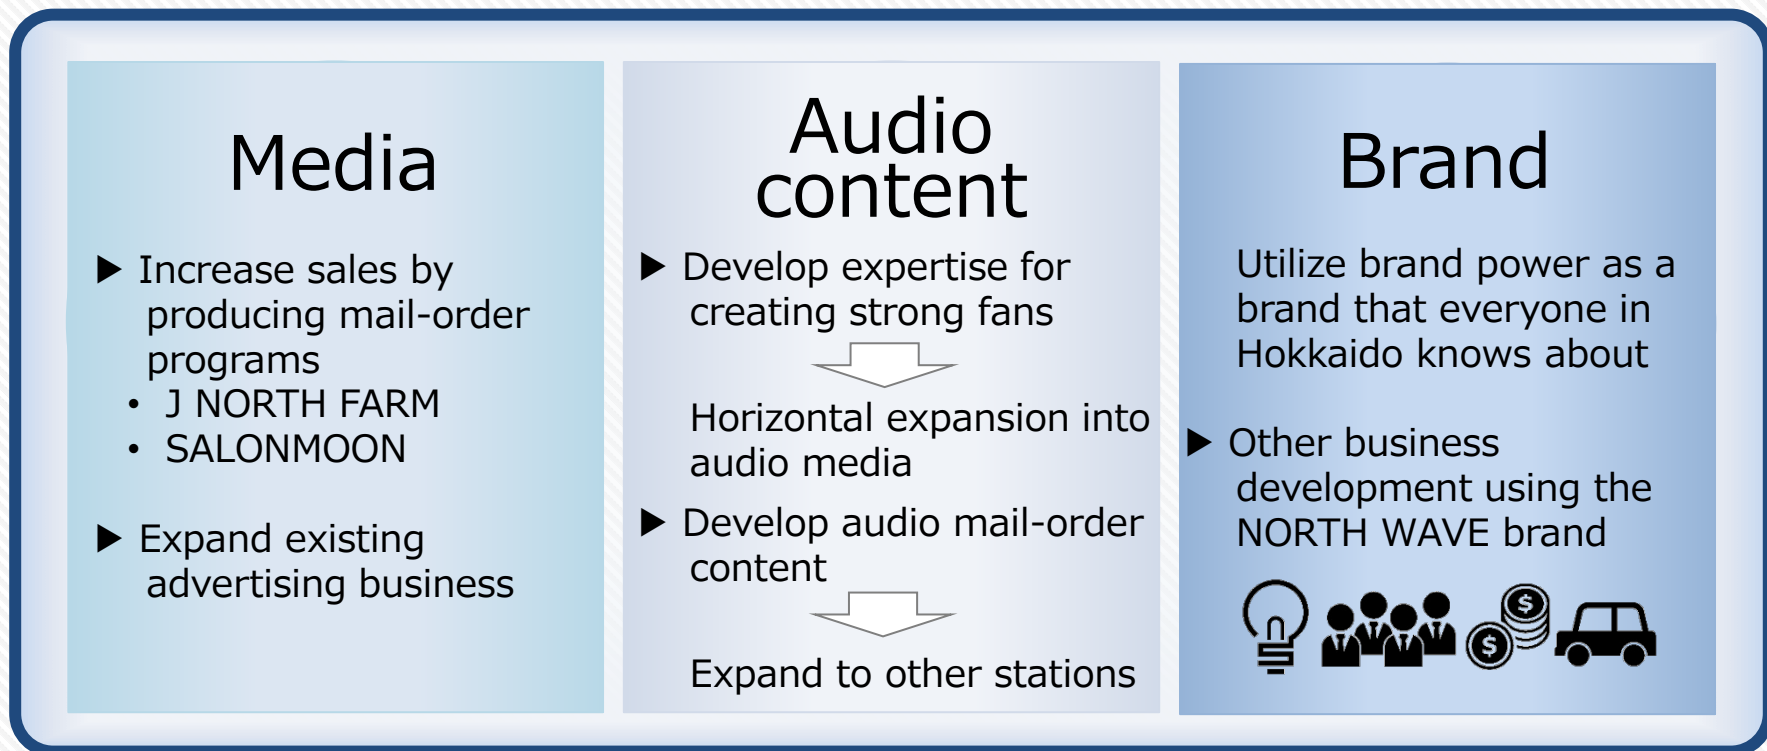 Media
▶ Increase sales by
producing mail-order
programs
• J NORTH FARM
• SALONMOON
▶ Expand existing
advertising business
Audio
content
▶ Develop expertise for
creating strong fans
Horizontal expansion into
audio media
▶ Develop audio mail-order
content
Expand to other stations
Brand
Utilize brand power as a
brand that everyone in
Hokkaido knows about
▶ Other business
development using the
NORTH WAVE brand
$
$